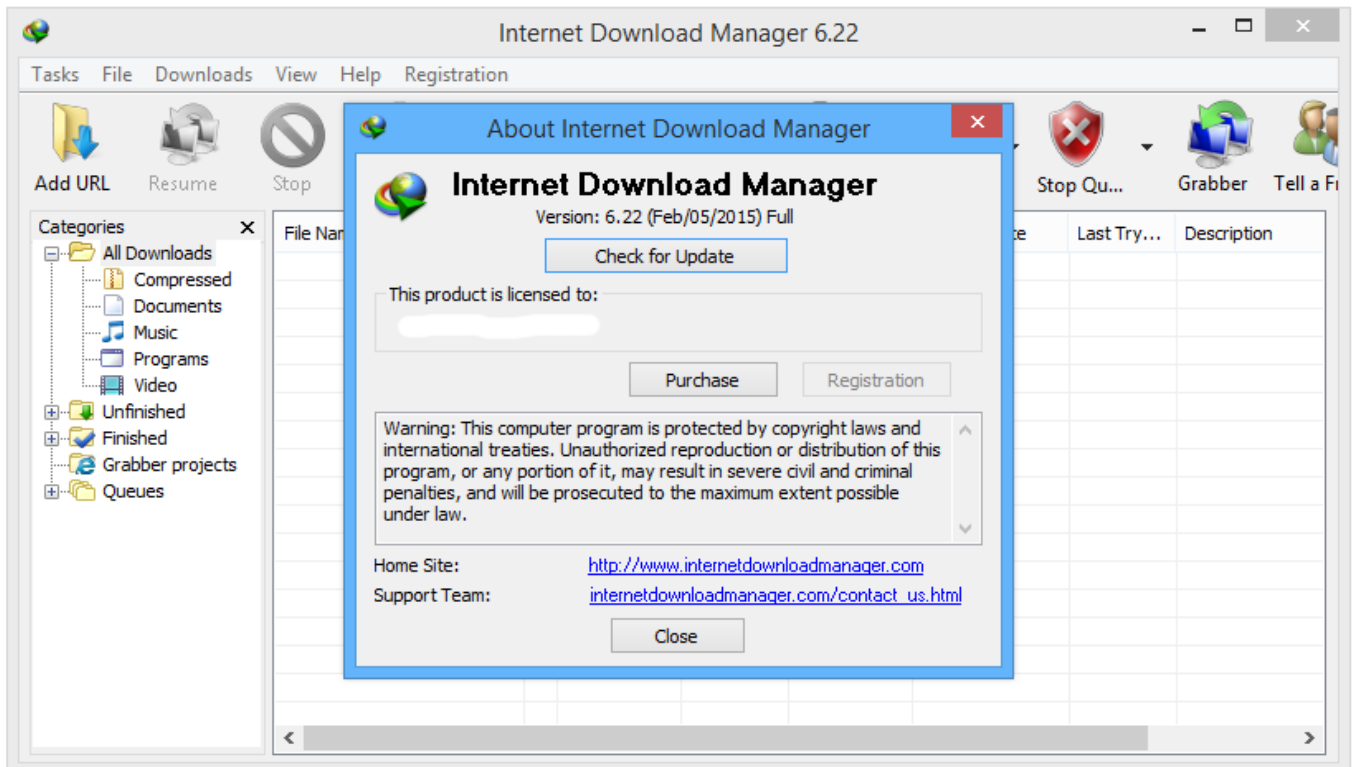 Internet Download Manager 6.22
Tasks File Downloads View Help Registration
Add URL
Resume
Stop
Stop Qu...
Grabber
Tell a Fr
Categories
All Downloads
Compressed
Documents
Music
Programs
Video
Unfinished
Finished
Grabber projects
Queues
File Nar
te
Last Try...
Description
About Internet Download Manager
Internet Download Manager
Version: 6.22 (Feb/05/2015) Full
Check for Update
This product is licensed to:
Purchase
Registration
Warning: This computer program is protected by copyright laws and
international treaties. Unauthorized reproduction or distribution of this
program, or any portion of it, may result in severe civil and criminal
penalties, and will be prosecuted to the maximum extent possible
under law.
Home Site: http://www.internetdownloadmanager.com
Support Team: internetdownloadmanager.com/contact_us.html
Close